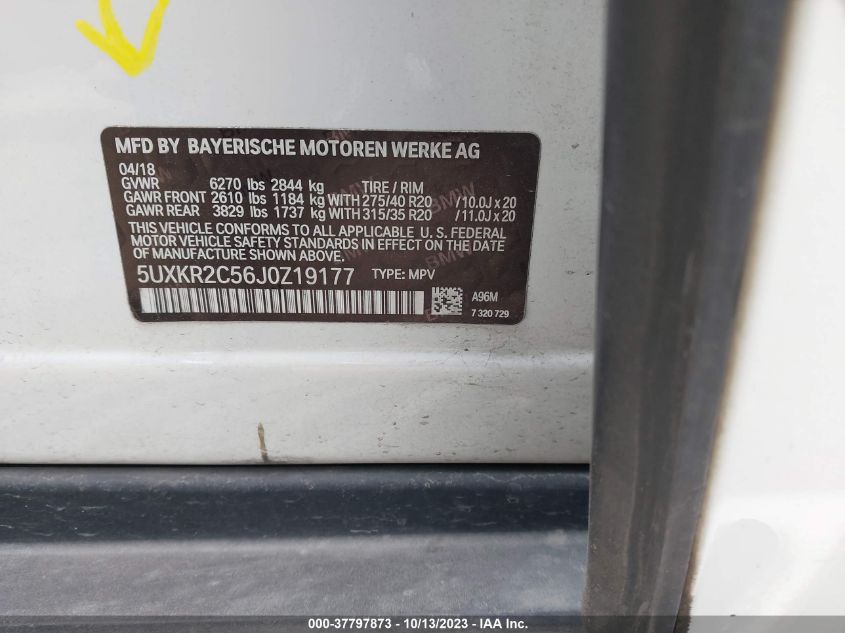 MFD BY BAYERISCHE MOTOREN WERKE AG
04/18
GVWR 6270 lbs 2844 kg TIRE / RIM
GAWR FRONT 2610 lbs 1184 kg WITH 275/40 R20 /10.0J x 20
GAWR REAR 3829 lbs 1737 kg WITH 315/35 R20 /11.0J x 20
THIS VEHICLE CONFORMS TO ALL APPLICABLE U.S. FEDERAL
MOTOR VEHICLE SAFETY STANDARDS IN EFFECT ON THE DATE
OF MANUFACTURE SHOWN ABOVE.
5UXKR2C56J0Z19177 TYPE: MPV
A96M
7 320 729
BMW
BMW
BMW
000-37797873 | 10/13/2023 | IAA Inc.